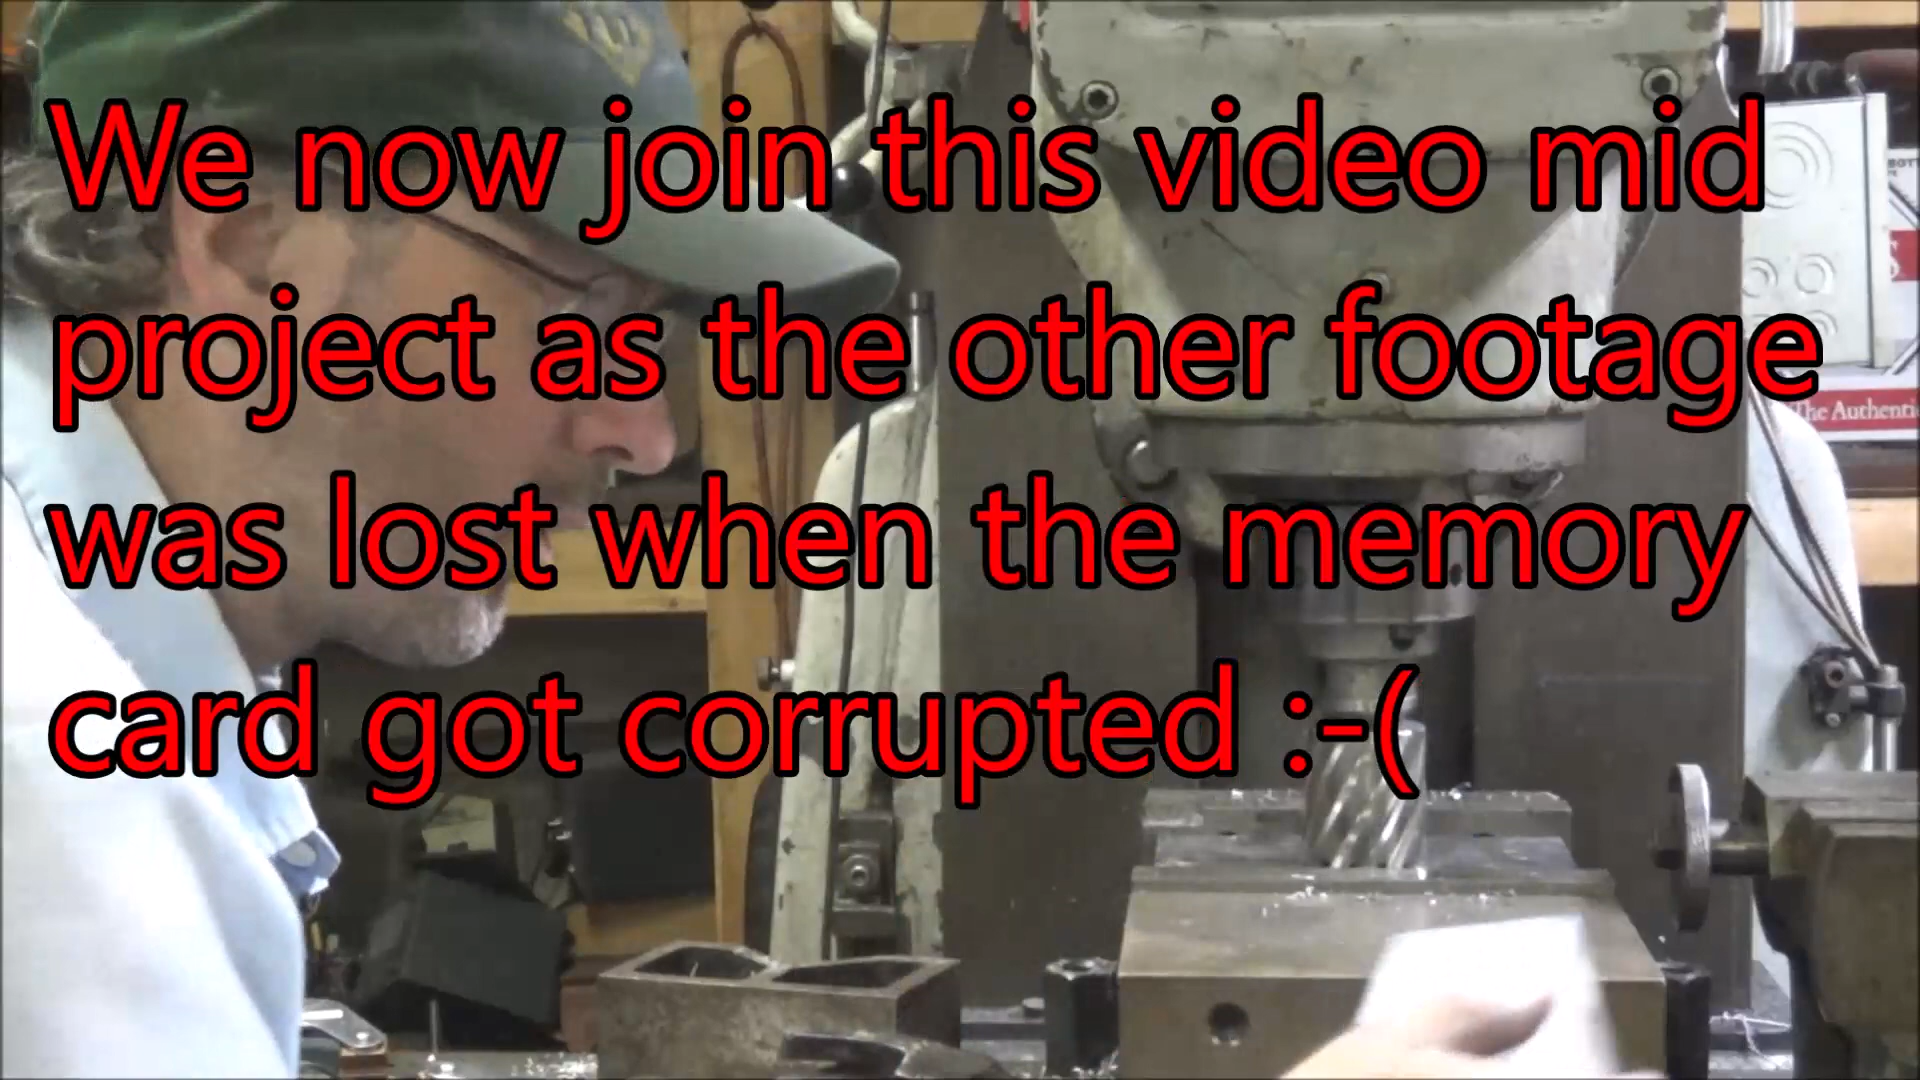 We now join this video mid
project as the other footage
was lost when the memory
card got corrupted :-(
The Authenti